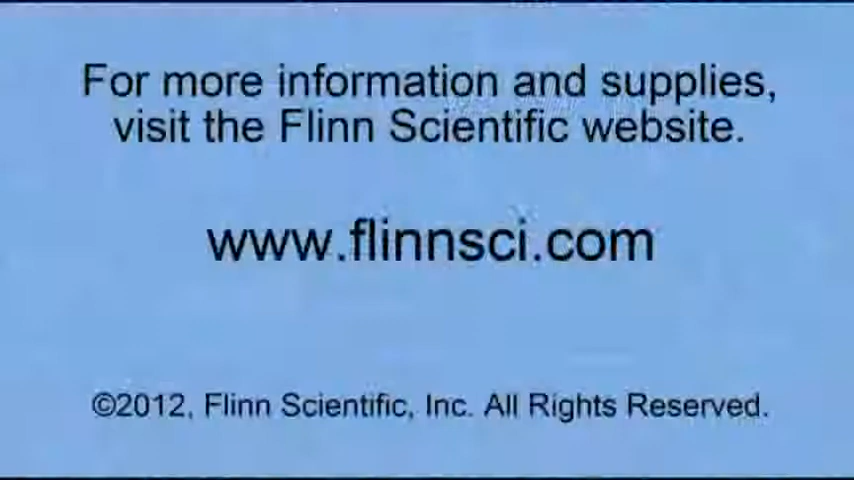 For more information and supplies,
visit the Flinn Scientific website.
www.flinnsci.com
©2012, Flinn Scientific, Inc. All Rights Reserved.